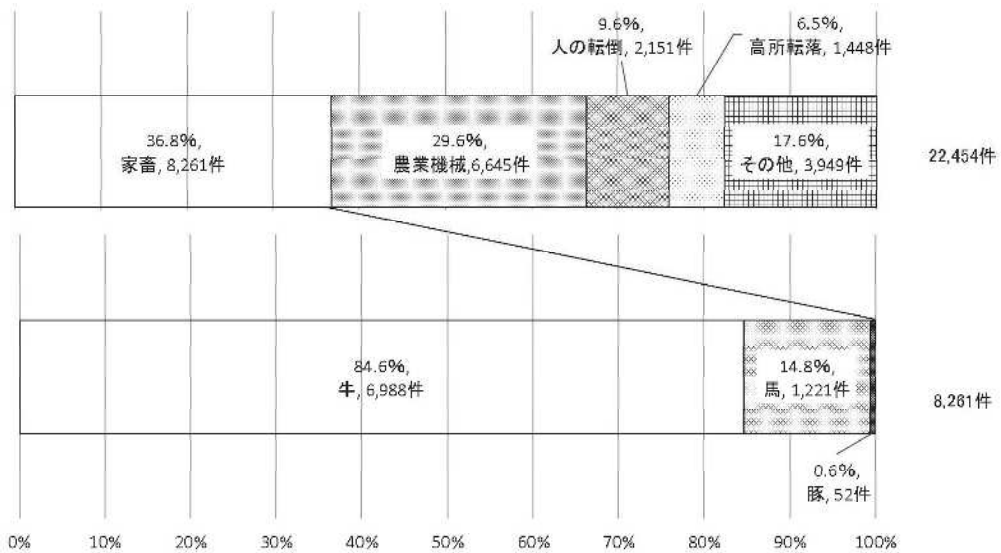 9.6%,
人の転倒, 2,151件
6.5%,
高所転落, 1,448件
36.8%,
家畜, 8,261件
29.6%,
農業機械,6,645件
17.6%,
その他, 3,949件
22,454件
84.6%,
牛, 6,988件
14.8%,
馬, 1,221件
8,261件
0.6%,
豚, 52件
0% 10% 20% 30% 40% 50% 60% 70% 80% 90% 100%